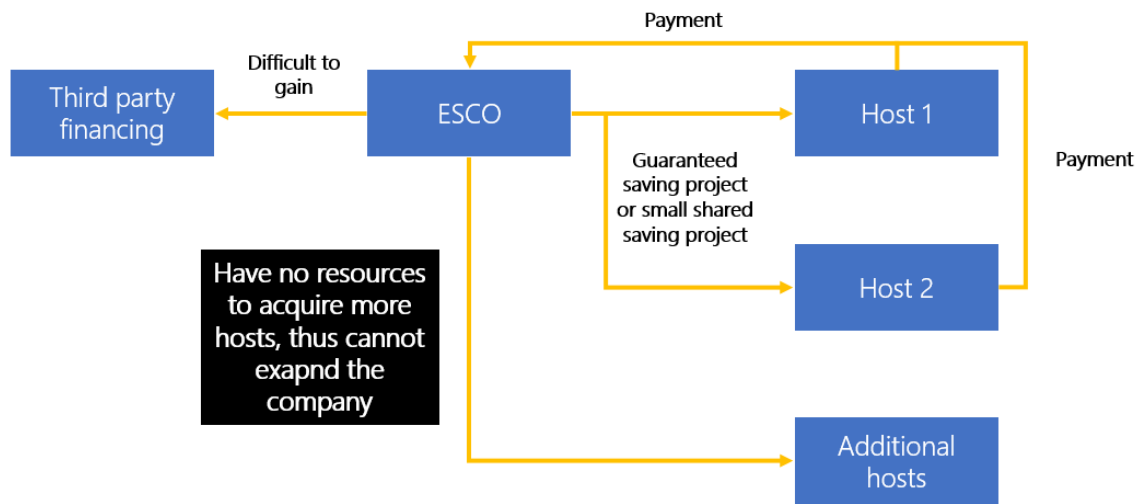 Payment
Difficult to
gain
Third party
financing
ESCO
Host 1
Guaranteed
saving project
or small shared
saving project
Payment
Have no resources
to acquire more
hosts, thus cannot
exapnd the
company
Host 2
Additional
hosts